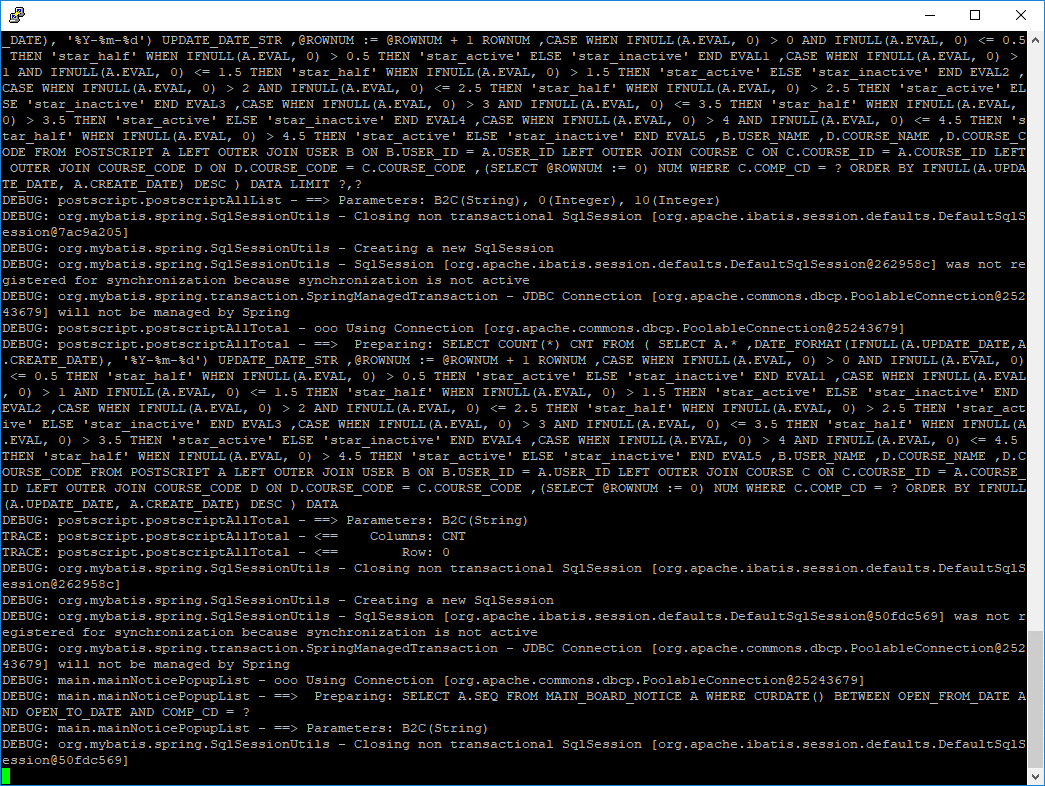 _DATE), '%Y-%m-%d') UPDATE_DATE_STR ,@ROWNUM := @ROWNUM + 1 ROWNUM ,CASE WHEN IFNULL(A.EVAL, 0) > 0 AND IFNULL(A.EVAL, 0) <= 0.5
 THEN 'star_half' WHEN IFNULL(A.EVAL, 0) > 0.5 THEN 'star_active' ELSE 'star_inactive' END EVAL1 ,CASE WHEN IFNULL(A.EVAL, 0) >
1 AND IFNULL(A.EVAL, 0) <= 1.5 THEN 'star_half' WHEN IFNULL(A.EVAL, 0) > 1.5 THEN 'star_active' ELSE 'star_inactive' END EVAL2 ,
CASE WHEN IFNULL(A.EVAL, 0) > 2 AND IFNULL(A.EVAL, 0) <= 2.5 THEN 'star_half' WHEN IFNULL(A.EVAL, 0) > 2.5 THEN 'star_active' EL
SE 'star_inactive' END EVAL3 ,CASE WHEN IFNULL(A.EVAL, 0) > 3 AND IFNULL(A.EVAL, 0) <= 3.5 THEN 'star_half' WHEN IFNULL(A.EVAL,
0) > 3.5 THEN 'star_active' ELSE 'star_inactive' END EVAL4 ,CASE WHEN IFNULL(A.EVAL, 0) > 4 AND IFNULL(A.EVAL, 0) <= 4.5 THEN 's
tar_half' WHEN IFNULL(A.EVAL, 0) > 4.5 THEN 'star_active' ELSE 'star_inactive' END EVAL5 ,B.USER_NAME ,D.COURSE_NAME ,D.COURSE_C
ODE FROM POSTSCRIPT A LEFT OUTER JOIN USER B ON B.USER_ID = A.USER_ID LEFT OUTER JOIN COURSE C ON C.COURSE_ID = A.COURSE_ID LEFT
 OUTER JOIN COURSE_CODE D ON D.COURSE_CODE = C.COURSE_CODE ,(SELECT @ROWNUM := 0) NUM WHERE C.COMP_CD = ? ORDER BY IFNULL(A.UPDA
TE_DATE, A.CREATE_DATE) DESC ) DATA LIMIT ?,?
DEBUG: postscript.postscriptAllList - ==> Parameters: B2C(String), 0(Integer), 10(Integer)
DEBUG: org.mybatis.spring.SqlSessionUtils - Closing non transactional SqlSession [org.apache.ibatis.session.defaults.DefaultSqlS
ession@7ac9a205]
DEBUG: org.mybatis.spring.SqlSessionUtils - Creating a new SqlSession
DEBUG: org.mybatis.spring.SqlSessionUtils - SqlSession [org.apache.ibatis.session.defaults.DefaultSqlSession@262958c] was not re
gistered for synchronization because synchronization is not active
DEBUG: org.mybatis.spring.transaction.SpringManagedTransaction - JDBC Connection [org.apache.commons.dbcp.PoolableConnection@252
43679] will not be managed by Spring
DEBUG: postscript.postscriptAllTotal - ooo Using Connection [org.apache.commons.dbcp.PoolableConnection@25243679]
DEBUG: postscript.postscriptAllTotal - ==>  Preparing: SELECT COUNT(*) CNT FROM ( SELECT A.* ,DATE_FORMAT(IFNULL(A.UPDATE_DATE,A
.CREATE_DATE), '%Y-%m-%d') UPDATE_DATE_STR ,@ROWNUM := @ROWNUM + 1 ROWNUM ,CASE WHEN IFNULL(A.EVAL, 0) > 0 AND IFNULL(A.EVAL, 0)
 <= 0.5 THEN 'star_half' WHEN IFNULL(A.EVAL, 0) > 0.5 THEN 'star_active' ELSE 'star_inactive' END EVAL1 ,CASE WHEN IFNULL(A.EVAL
, 0) > 1 AND IFNULL(A.EVAL, 0) <= 1.5 THEN 'star_half' WHEN IFNULL(A.EVAL, 0) > 1.5 THEN 'star_active' ELSE 'star_inactive' END
EVAL2 ,CASE WHEN IFNULL(A.EVAL, 0) > 2 AND IFNULL(A.EVAL, 0) <= 2.5 THEN 'star_half' WHEN IFNULL(A.EVAL, 0) > 2.5 THEN 'star_act
ive' ELSE 'star_inactive' END EVAL3 ,CASE WHEN IFNULL(A.EVAL, 0) > 3 AND IFNULL(A.EVAL, 0) <= 3.5 THEN 'star_half' WHEN IFNULL(A
.EVAL, 0) > 3.5 THEN 'star_active' ELSE 'star_inactive' END EVAL4 ,CASE WHEN IFNULL(A.EVAL, 0) > 4 AND IFNULL(A.EVAL, 0) <= 4.5
THEN 'star_half' WHEN IFNULL(A.EVAL, 0) > 4.5 THEN 'star_active' ELSE 'star_inactive' END EVAL5 ,B.USER_NAME ,D.COURSE_NAME ,D.C
OURSE_CODE FROM POSTSCRIPT A LEFT OUTER JOIN USER B ON B.USER_ID = A.USER_ID LEFT OUTER JOIN COURSE C ON C.COURSE_ID = A.COURSE_
ID LEFT OUTER JOIN COURSE_CODE D ON D.COURSE_CODE = C.COURSE_CODE ,(SELECT @ROWNUM := 0) NUM WHERE C.COMP_CD = ? ORDER BY IFNULL
(A.UPDATE_DATE, A.CREATE_DATE) DESC ) DATA
DEBUG: postscript.postscriptAllTotal - ==> Parameters: B2C(String)
TRACE: postscript.postscriptAllTotal - <==    Columns: CNT
TRACE: postscript.postscriptAllTotal - <==        Row: 0
DEBUG: org.mybatis.spring.SqlSessionUtils - Closing non transactional SqlSession [org.apache.ibatis.session.defaults.DefaultSqlS
ession@262958c]
DEBUG: org.mybatis.spring.SqlSessionUtils - Creating a new SqlSession
DEBUG: org.mybatis.spring.SqlSessionUtils - SqlSession [org.apache.ibatis.session.defaults.DefaultSqlSession@50fdc569] was not r
egistered for synchronization because synchronization is not active
DEBUG: org.mybatis.spring.transaction.SpringManagedTransaction - JDBC Connection [org.apache.commons.dbcp.PoolableConnection@252
43679] will not be managed by Spring
DEBUG: main.mainNoticePopupList - ooo Using Connection [org.apache.commons.dbcp.PoolableConnection@25243679]
DEBUG: main.mainNoticePopupList - ==>  Preparing: SELECT A.SEQ FROM MAIN_BOARD_NOTICE A WHERE CURDATE() BETWEEN OPEN_FROM_DATE A
ND OPEN_TO_DATE AND COMP_CD = ?
DEBUG: main.mainNoticePopupList - ==> Parameters: B2C(String)
DEBUG: org.mybatis.spring.SqlSessionUtils - Closing non transactional SqlSession [org.apache.ibatis.session.defaults.DefaultSqlS
ession@50fdc569]